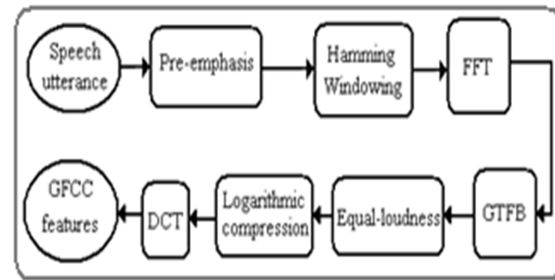 Speech
utterance
Pre-emphasis
Hamming
Windowing
FFT
GTFB
Equal-loudness
Logarithmic
compression
DCT
GFCC
features